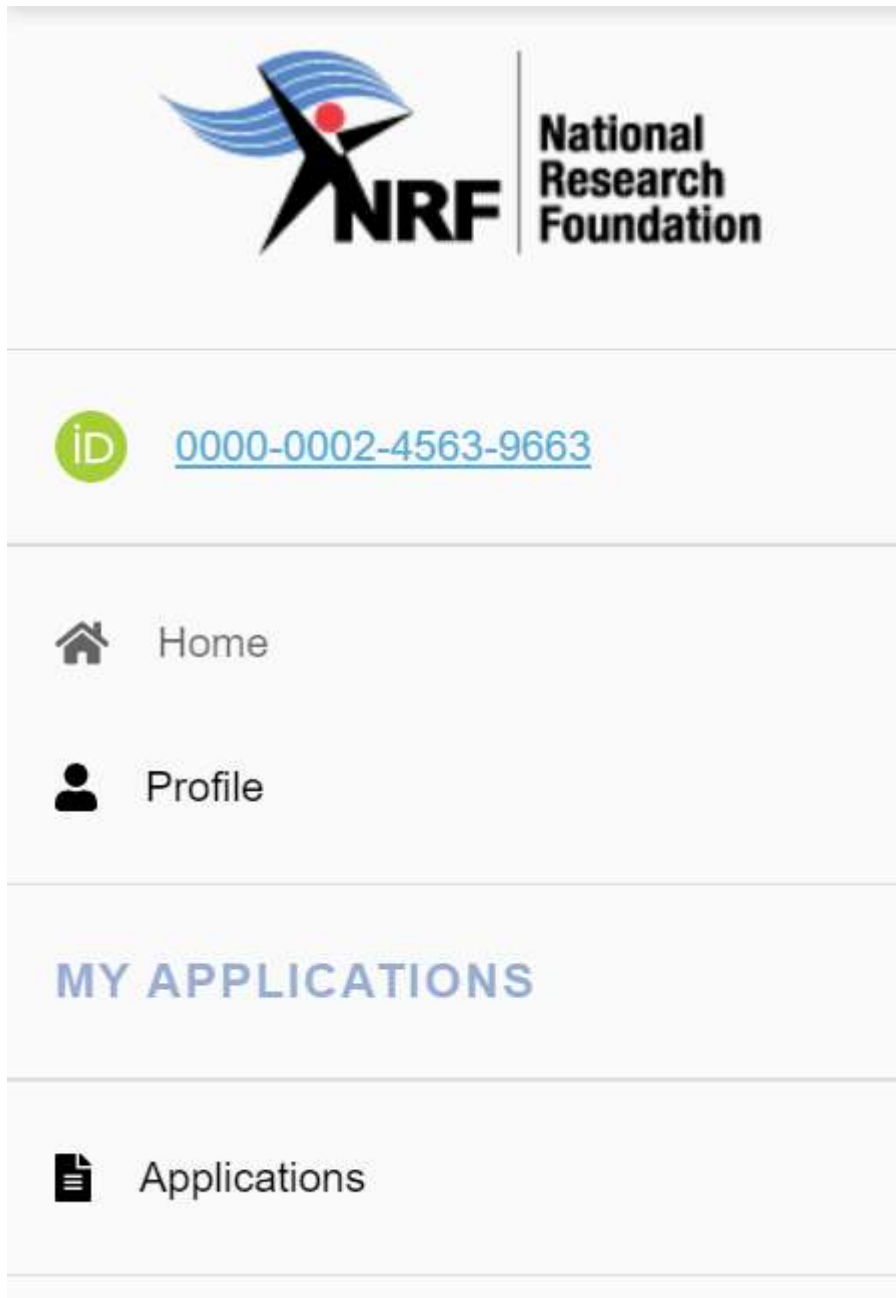 NRF
National
Research
Foundation
iD
0000-0002-4563-9663
Home
Profile
MY APPLICATIONS
Applications